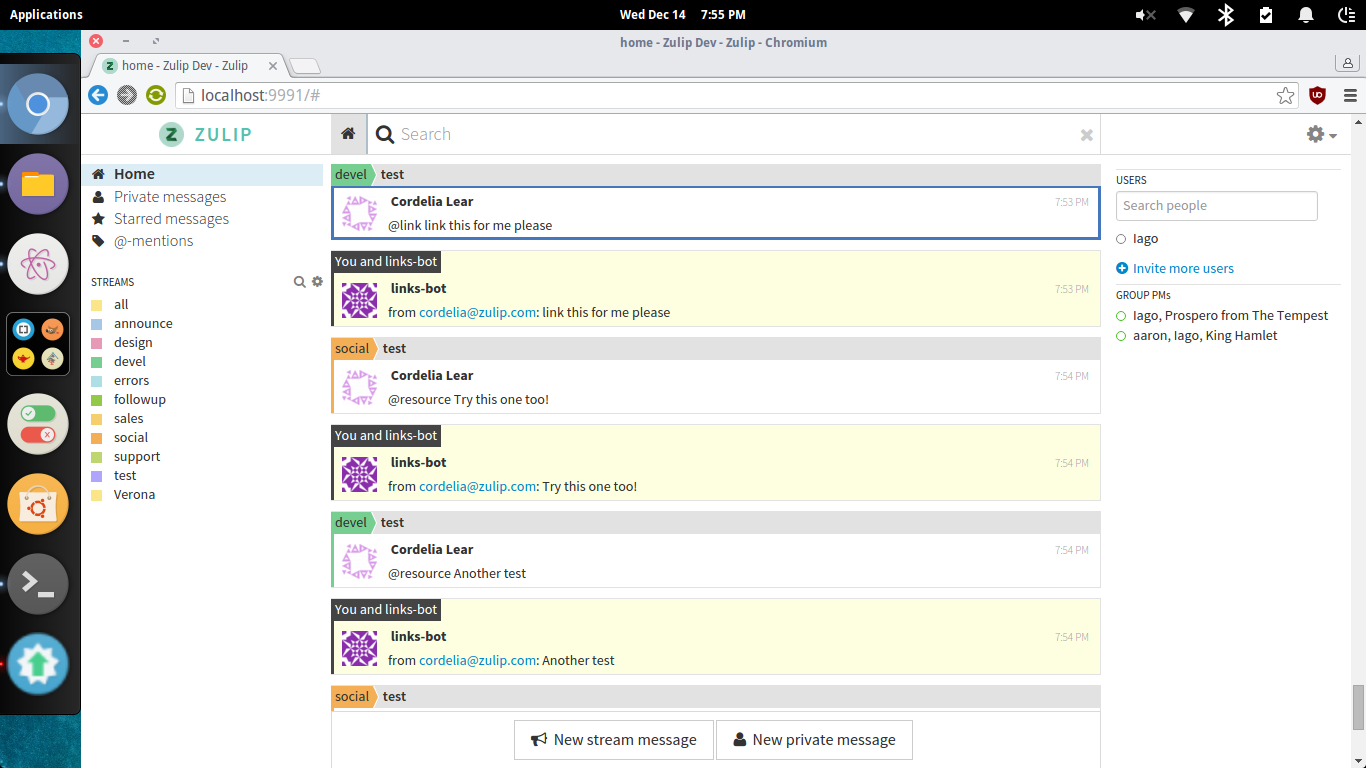 Applications
Wed Dec 14 7:55 PM
home - Zulip Dev - Zulip - Chromium
home - Zulip Dev - Zulip
localhost:9991/#
ZULIP
Search
Home
Private messages
Starred messages
@-mentions
STREAMS
all
announce
design
devel
errors
followup
sales
social
support
test
Verona
devel test
Cordelia Lear 7:53 PM
@link link this for me please
You and links-bot
links-bot 7:53 PM
from cordelia@zulip.com: link this for me please
social test
Cordelia Lear 7:54 PM
@resource Try this one too!
You and links-bot
links-bot 7:54 PM
from cordelia@zulip.com: Try this one too!
devel test
Cordelia Lear 7:54 PM
@resource Another test
You and links-bot
links-bot 7:54 PM
from cordelia@zulip.com: Another test
social test
New stream message
New private message
USERS
Search people
Iago
Invite more users
GROUP PMs
Iago, Prospero from The Tempest
aaron, Iago, King Hamlet